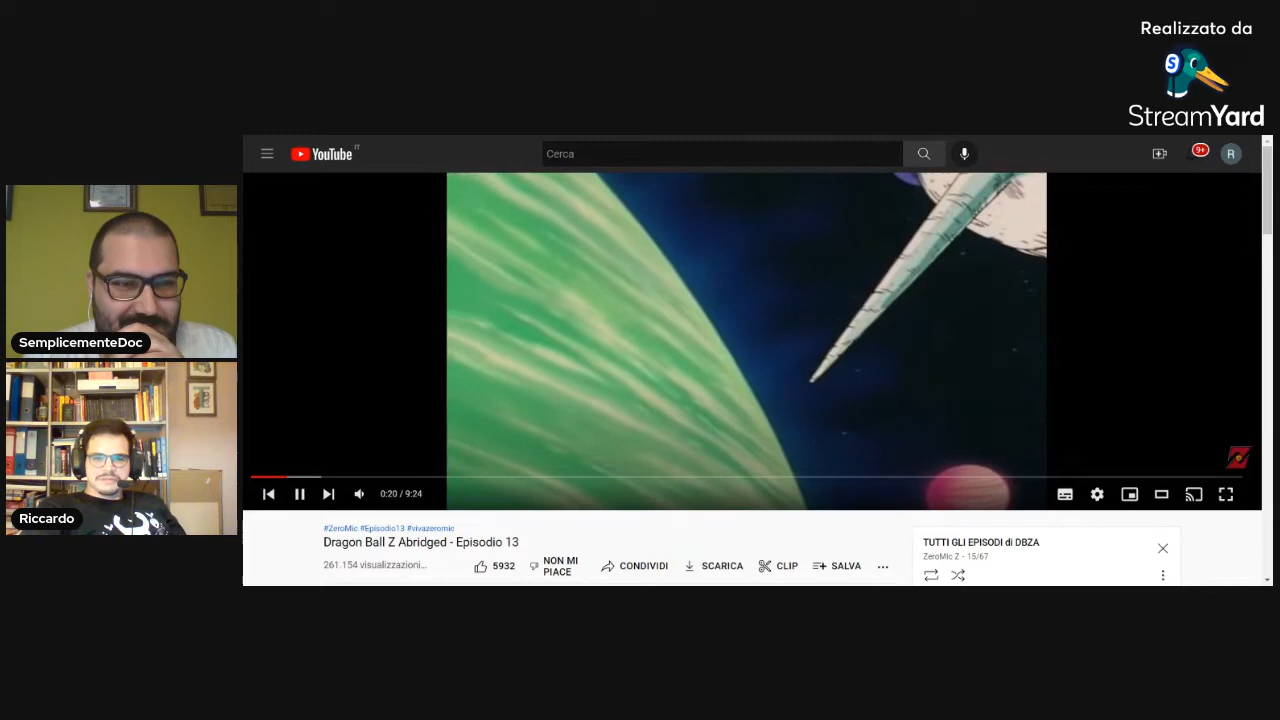 Realizzato da
StreamYard
YouTube IT
Cerca
9+
R
SemplicementeDoc
Riccardo
0:20 / 9:24
#ZeroMic #Episodio13 #vivazeromic
Dragon Ball Z Abridged - Episodio 13
261.154 visualizzazioni...
5932
NON MI
PIACE
CONDIVIDI
SCARICA
CLIP
SALVA
TUTTI GLI EPISODI di DBZA
ZeroMic Z - 15/67